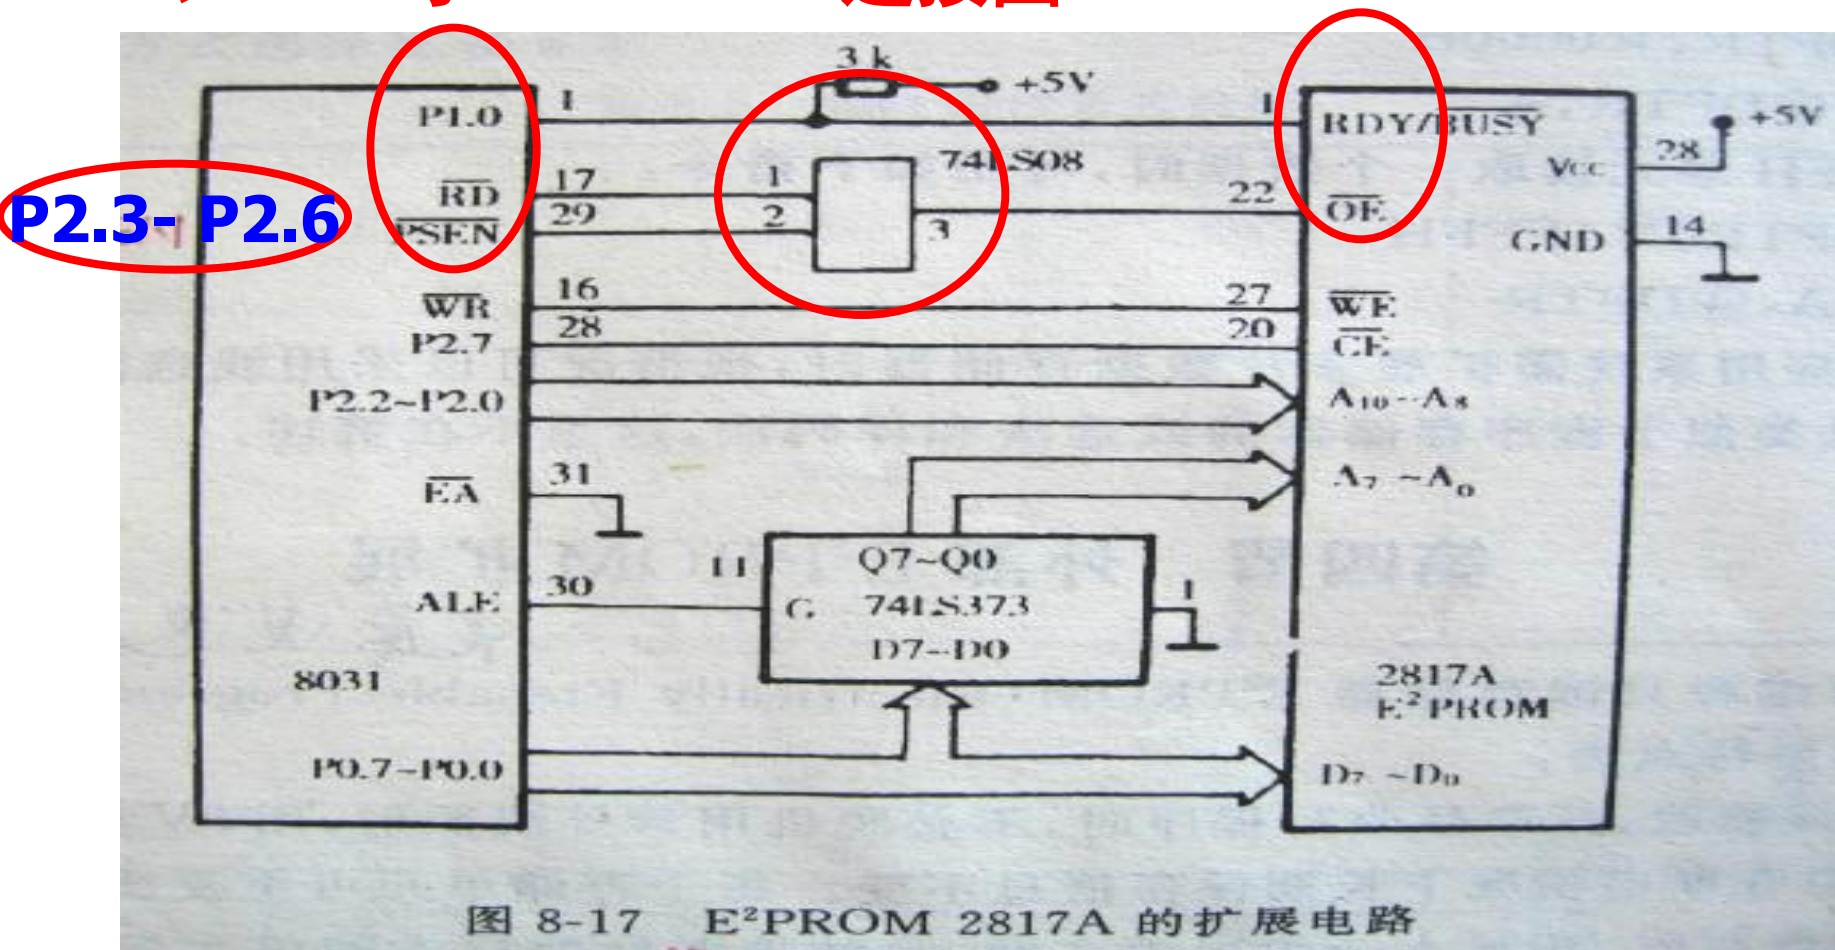 3 k
+5V
P1.0 1 1 RDY/BUSY
+5V
74LS08
28 Vcc
RD 17 1
22 OE
P2.3- P2.6
PSEN 29 2 3
GND 14
WR 16 27 WE
P2.7 28 20 CE
P2.2~P2.0 A10--A8
EA 31 A7 ~A0
11 Q7~Q0
ALE 30 G 74LS373 1
D7--D0
8031 2817A
E²PROM
P0.7~P0.0 D7 ~D0
图 8-17 E²PROM 2817A 的扩展电路